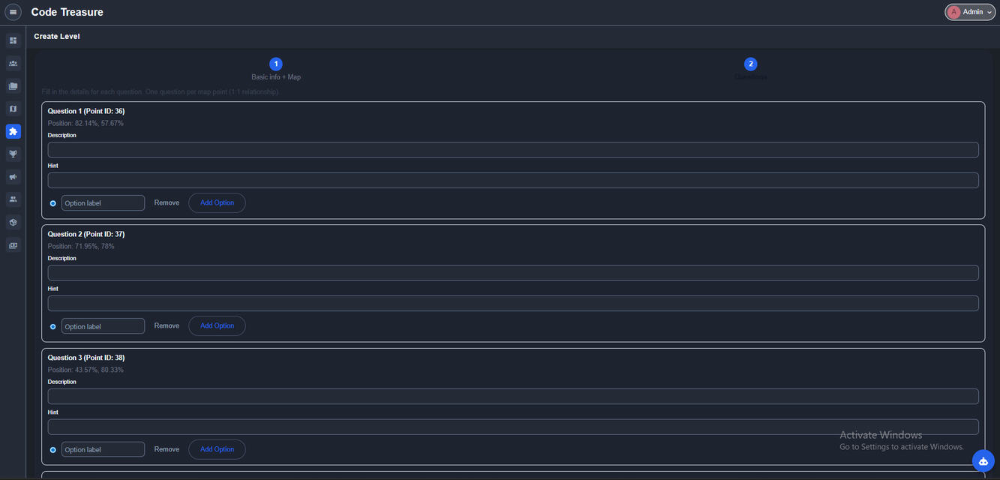 Code Treasure
A Admin
Create Level
1 2
Basic info + Map Questions
Fill in the details for each question. One question per map point (1:1 relationship).
Question 1 (Point ID: 36)
Position: 82.14%, 57.67%
Description
Hint
Option label Remove Add Option
Question 2 (Point ID: 37)
Position: 71.95%, 78%
Description
Hint
Option label Remove Add Option
Question 3 (Point ID: 38)
Position: 43.57%, 80.33%
Description
Hint
Option label Remove Add Option
Activate Windows
Go to Settings to activate Windows.